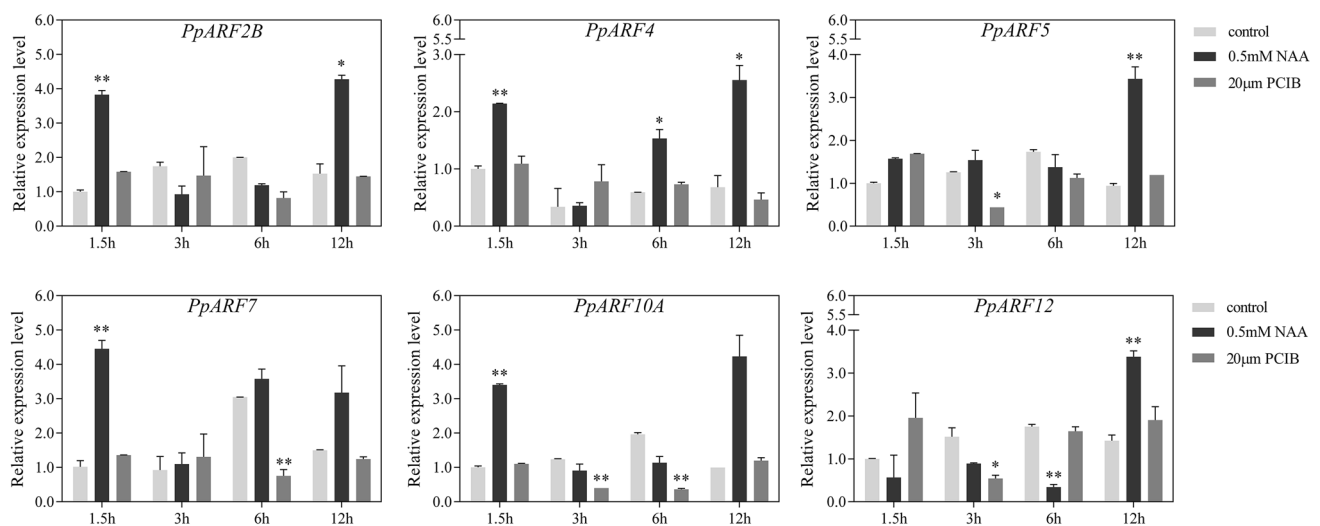 PpARF2B
Relative expression level
6.0
5.0
4.0
3.0
2.0
1.0
0.0
**
*
1.5h 3h 6h 12h
PpARF4
Relative expression level
6.0
5.5
3.0
2.0
1.0
0.0
**
*
*
1.5h 3h 6h 12h
PpARF5
Relative expression level
6.0
5.5
4.0
3.0
2.0
1.0
0.0
*
**
1.5h 3h 6h 12h
control
0.5mM NAA
20μm PCIB
PpARF7
Relative expression level
6.0
5.0
4.0
3.0
2.0
1.0
0.0
**
**
1.5h 3h 6h 12h
PpARF10A
Relative expression level
6.0
5.0
4.0
3.0
2.0
1.0
0.0
**
**
**
1.5h 3h 6h 12h
PpARF12
Relative expression level
6.0
5.5
4.0
3.0
2.0
1.0
0.0
*
**
**
1.5h 3h 6h 12h
control
0.5mM NAA
20μm PCIB